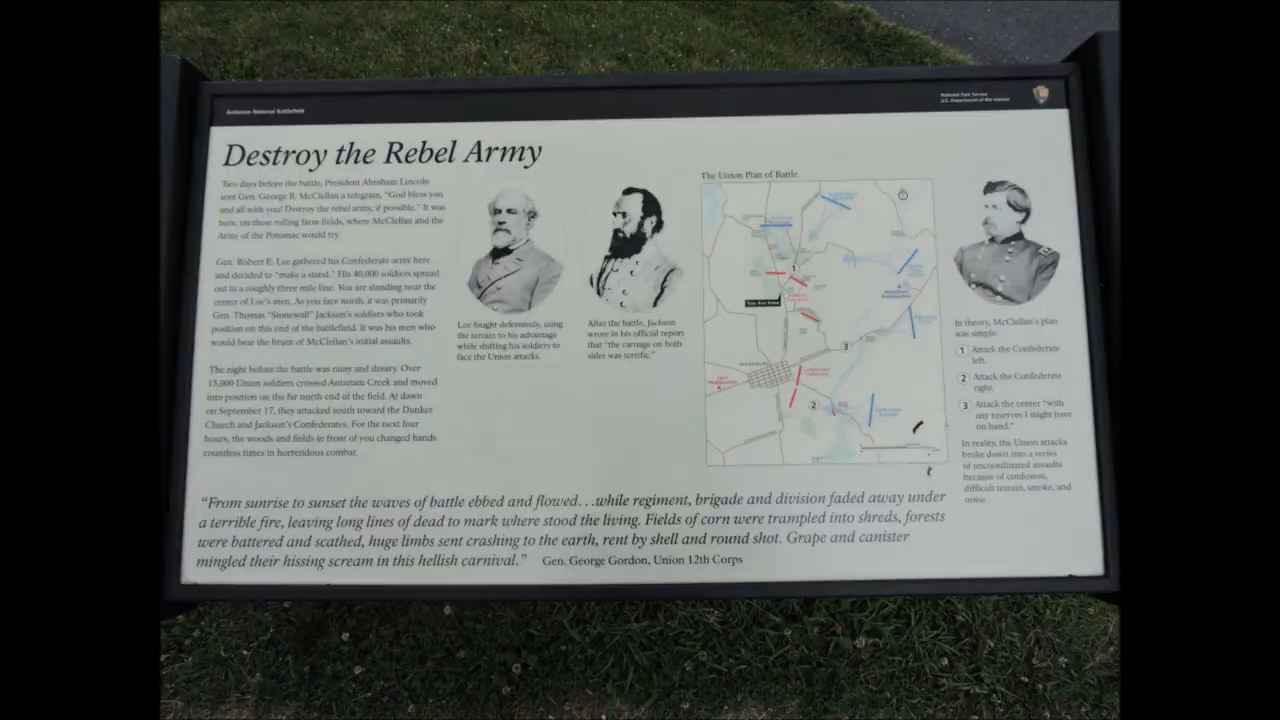 Antietam National Battlefield
National Park Service
U.S. Department of the Interior
Destroy the Rebel Army
Two days before the battle, President Abraham Lincoln
sent Gen. George B. McClellan a telegram, “God bless you
and all with you! Destroy the rebel army, if possible.” It was
here, on these rolling farm fields, where McClellan and the
Army of the Potomac would try.
Gen. Robert E. Lee gathered his Confederate army here
and decided to “make a stand.” His 40,000 soldiers spread
out in a roughly three mile line. You are standing near the
center of Lee’s men. As you face north, it was primarily
Gen. Thomas “Stonewall” Jackson’s soldiers who took
position on this end of the battlefield. It was his men who
would bear the brunt of McClellan’s initial assaults.
The night before the battle was rainy and dreary. Over
15,000 Union soldiers crossed Antietam Creek and moved
into position on the far north end of the field. At dawn
on September 17, they attacked south toward the Dunker
Church and Jackson’s Confederates. For the next four
hours, the woods and fields in front of you changed hands
countless times in horrendous combat.
Lee fought defensively, using
the terrain to his advantage
while shifting his soldiers to
face the Union attacks.
After the battle, Jackson
wrote in his official report
that “the carnage on both
sides was terrific.”
The Union Plan of Battle
1
You Are Here
3
SHARPSBURG
2
In theory, McClellan’s plan
was simple.
1 Attack the Confederate
left.
2 Attack the Confederate
right.
3 Attack the center “with
any reserves I might have
on hand.”
In reality, the Union attacks
broke down into a series
of uncoordinated assaults
because of confusion,
difficult terrain, smoke, and
noise.
“From sunrise to sunset the waves of battle ebbed and flowed. . .while regiment, brigade and division faded away under
a terrible fire, leaving long lines of dead to mark where stood the living. Fields of corn were trampled into shreds, forests
were battered and scathed, huge limbs sent crashing to the earth, rent by shell and round shot. Grape and canister
mingled their hissing scream in this hellish carnival.” Gen. George Gordon, Union 12th Corps